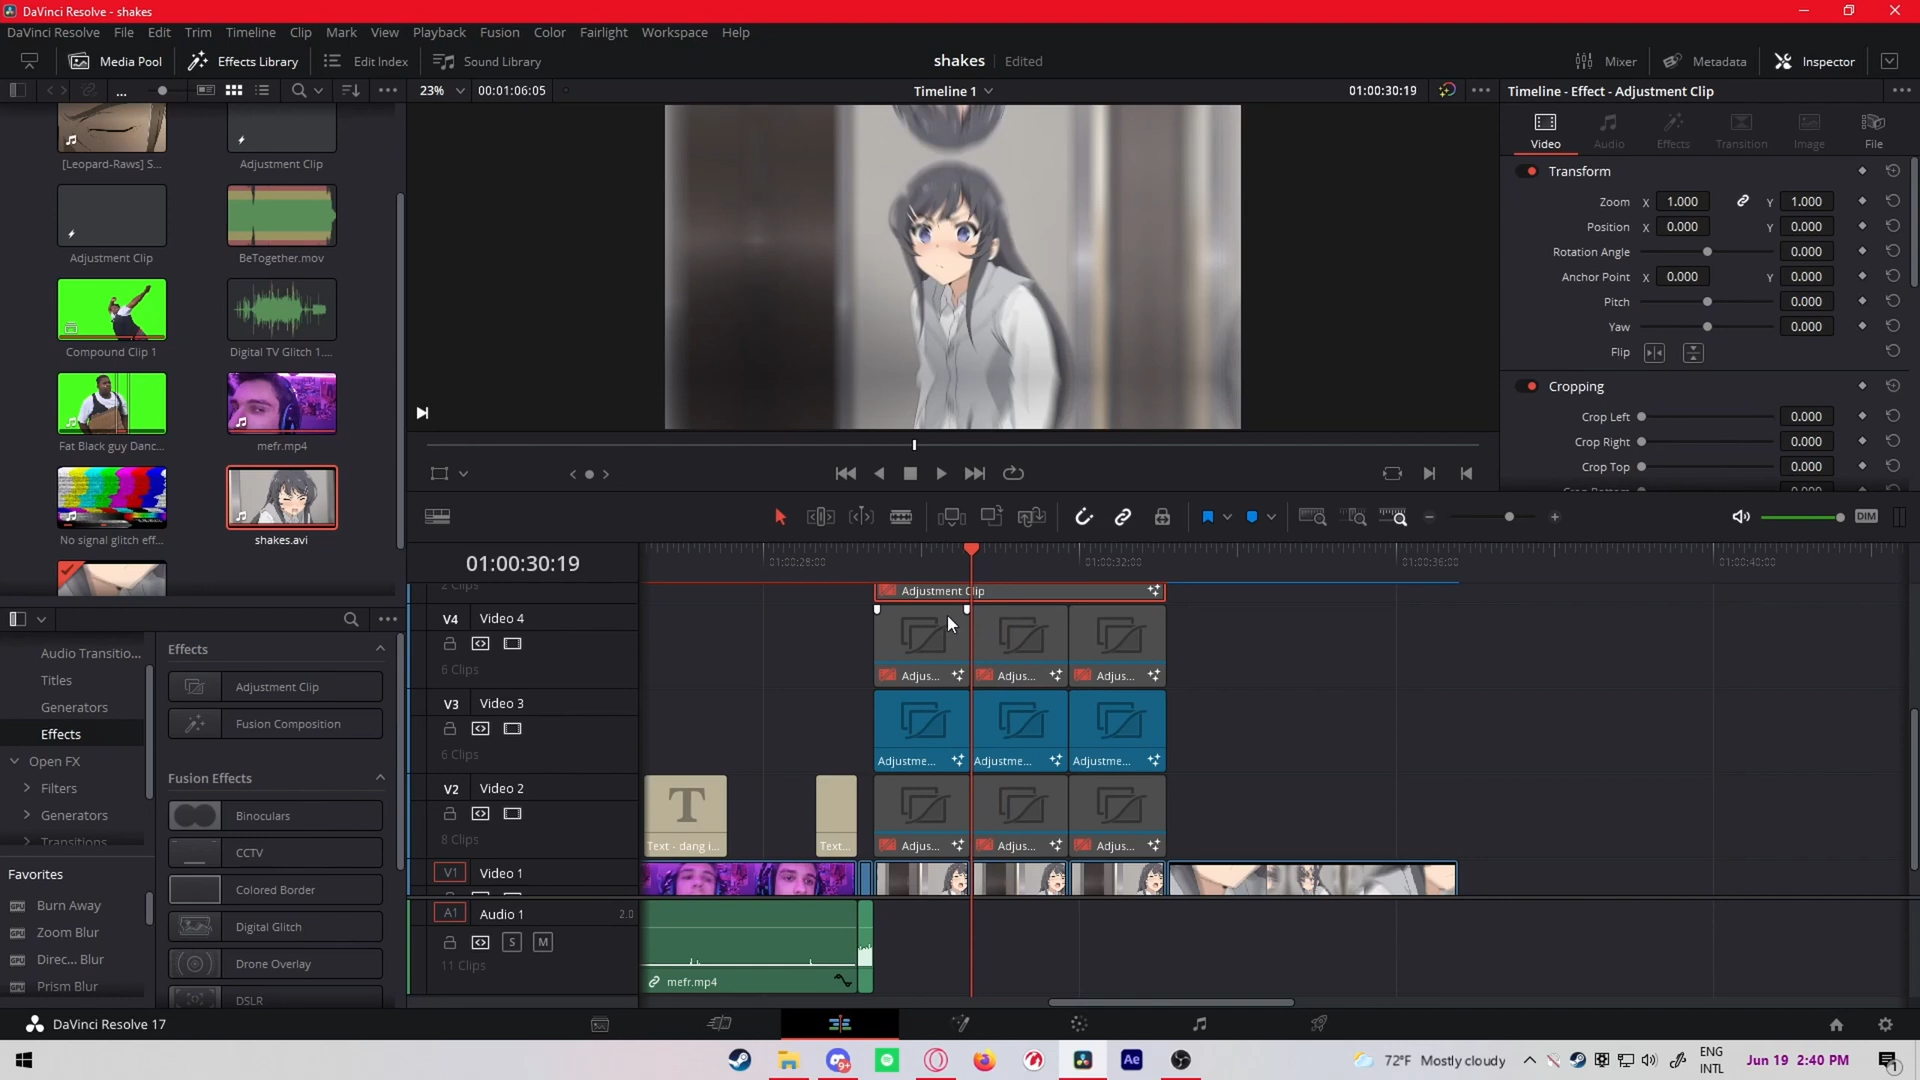 DaVinci Resolve - shakes
DaVinci Resolve File Edit Trim Timeline Clip Mark View Playback Fusion Color Fairlight Workspace Help
Media Pool Effects Library Edit Index Sound Library
shakes Edited
Mixer Metadata Inspector
... 23% 00:01:06:05 Timeline 1 01:00:30:19 Timeline - Effect - Adjustment Clip
[Leopard-Raws] S... Adjustment Clip
Adjustment Clip BeTogether.mov
Compound Clip 1 Digital TV Glitch 1....
Fat Black guy Danc... mefr.mp4
No signal glitch eff... shakes.avi
Video Audio Effects Transition Image File
Transform
Zoom X 1.000 Y 1.000
Position X 0.000 Y 0.000
Rotation Angle 0.000
Anchor Point X 0.000 Y 0.000
Pitch 0.000
Yaw 0.000
Flip
Cropping
Crop Left 0.000
Crop Right 0.000
Crop Top 0.000
DIM
01:00:30:19
01:00:28:00 01:00:32:00 01:00:36:00 01:00:40:00
2 Clips
Adjustment Clip
V4 Video 4
6 Clips
Adjus... Adjus... Adjus...
V3 Video 3
6 Clips
Adjustme... Adjustme... Adjustme...
V2 Video 2
8 Clips
Text - dang i... Text... Adjus... Adjus... Adjus...
V1 Video 1
A1 Audio 1 2.0
S M
11 Clips
mefr.mp4
Audio Transitio...
Titles
Generators
Effects
Open FX
Filters
Generators
Transitions
Favorites
Burn Away
Zoom Blur
Direc... Blur
Prism Blur
Effects
Adjustment Clip
Fusion Composition
Fusion Effects
Binoculars
CCTV
Colored Border
Digital Glitch
Drone Overlay
DSLR
DaVinci Resolve 17
9+
Ae
72°F Mostly cloudy
ENG
INTL
Jun 19 2:40 PM
1